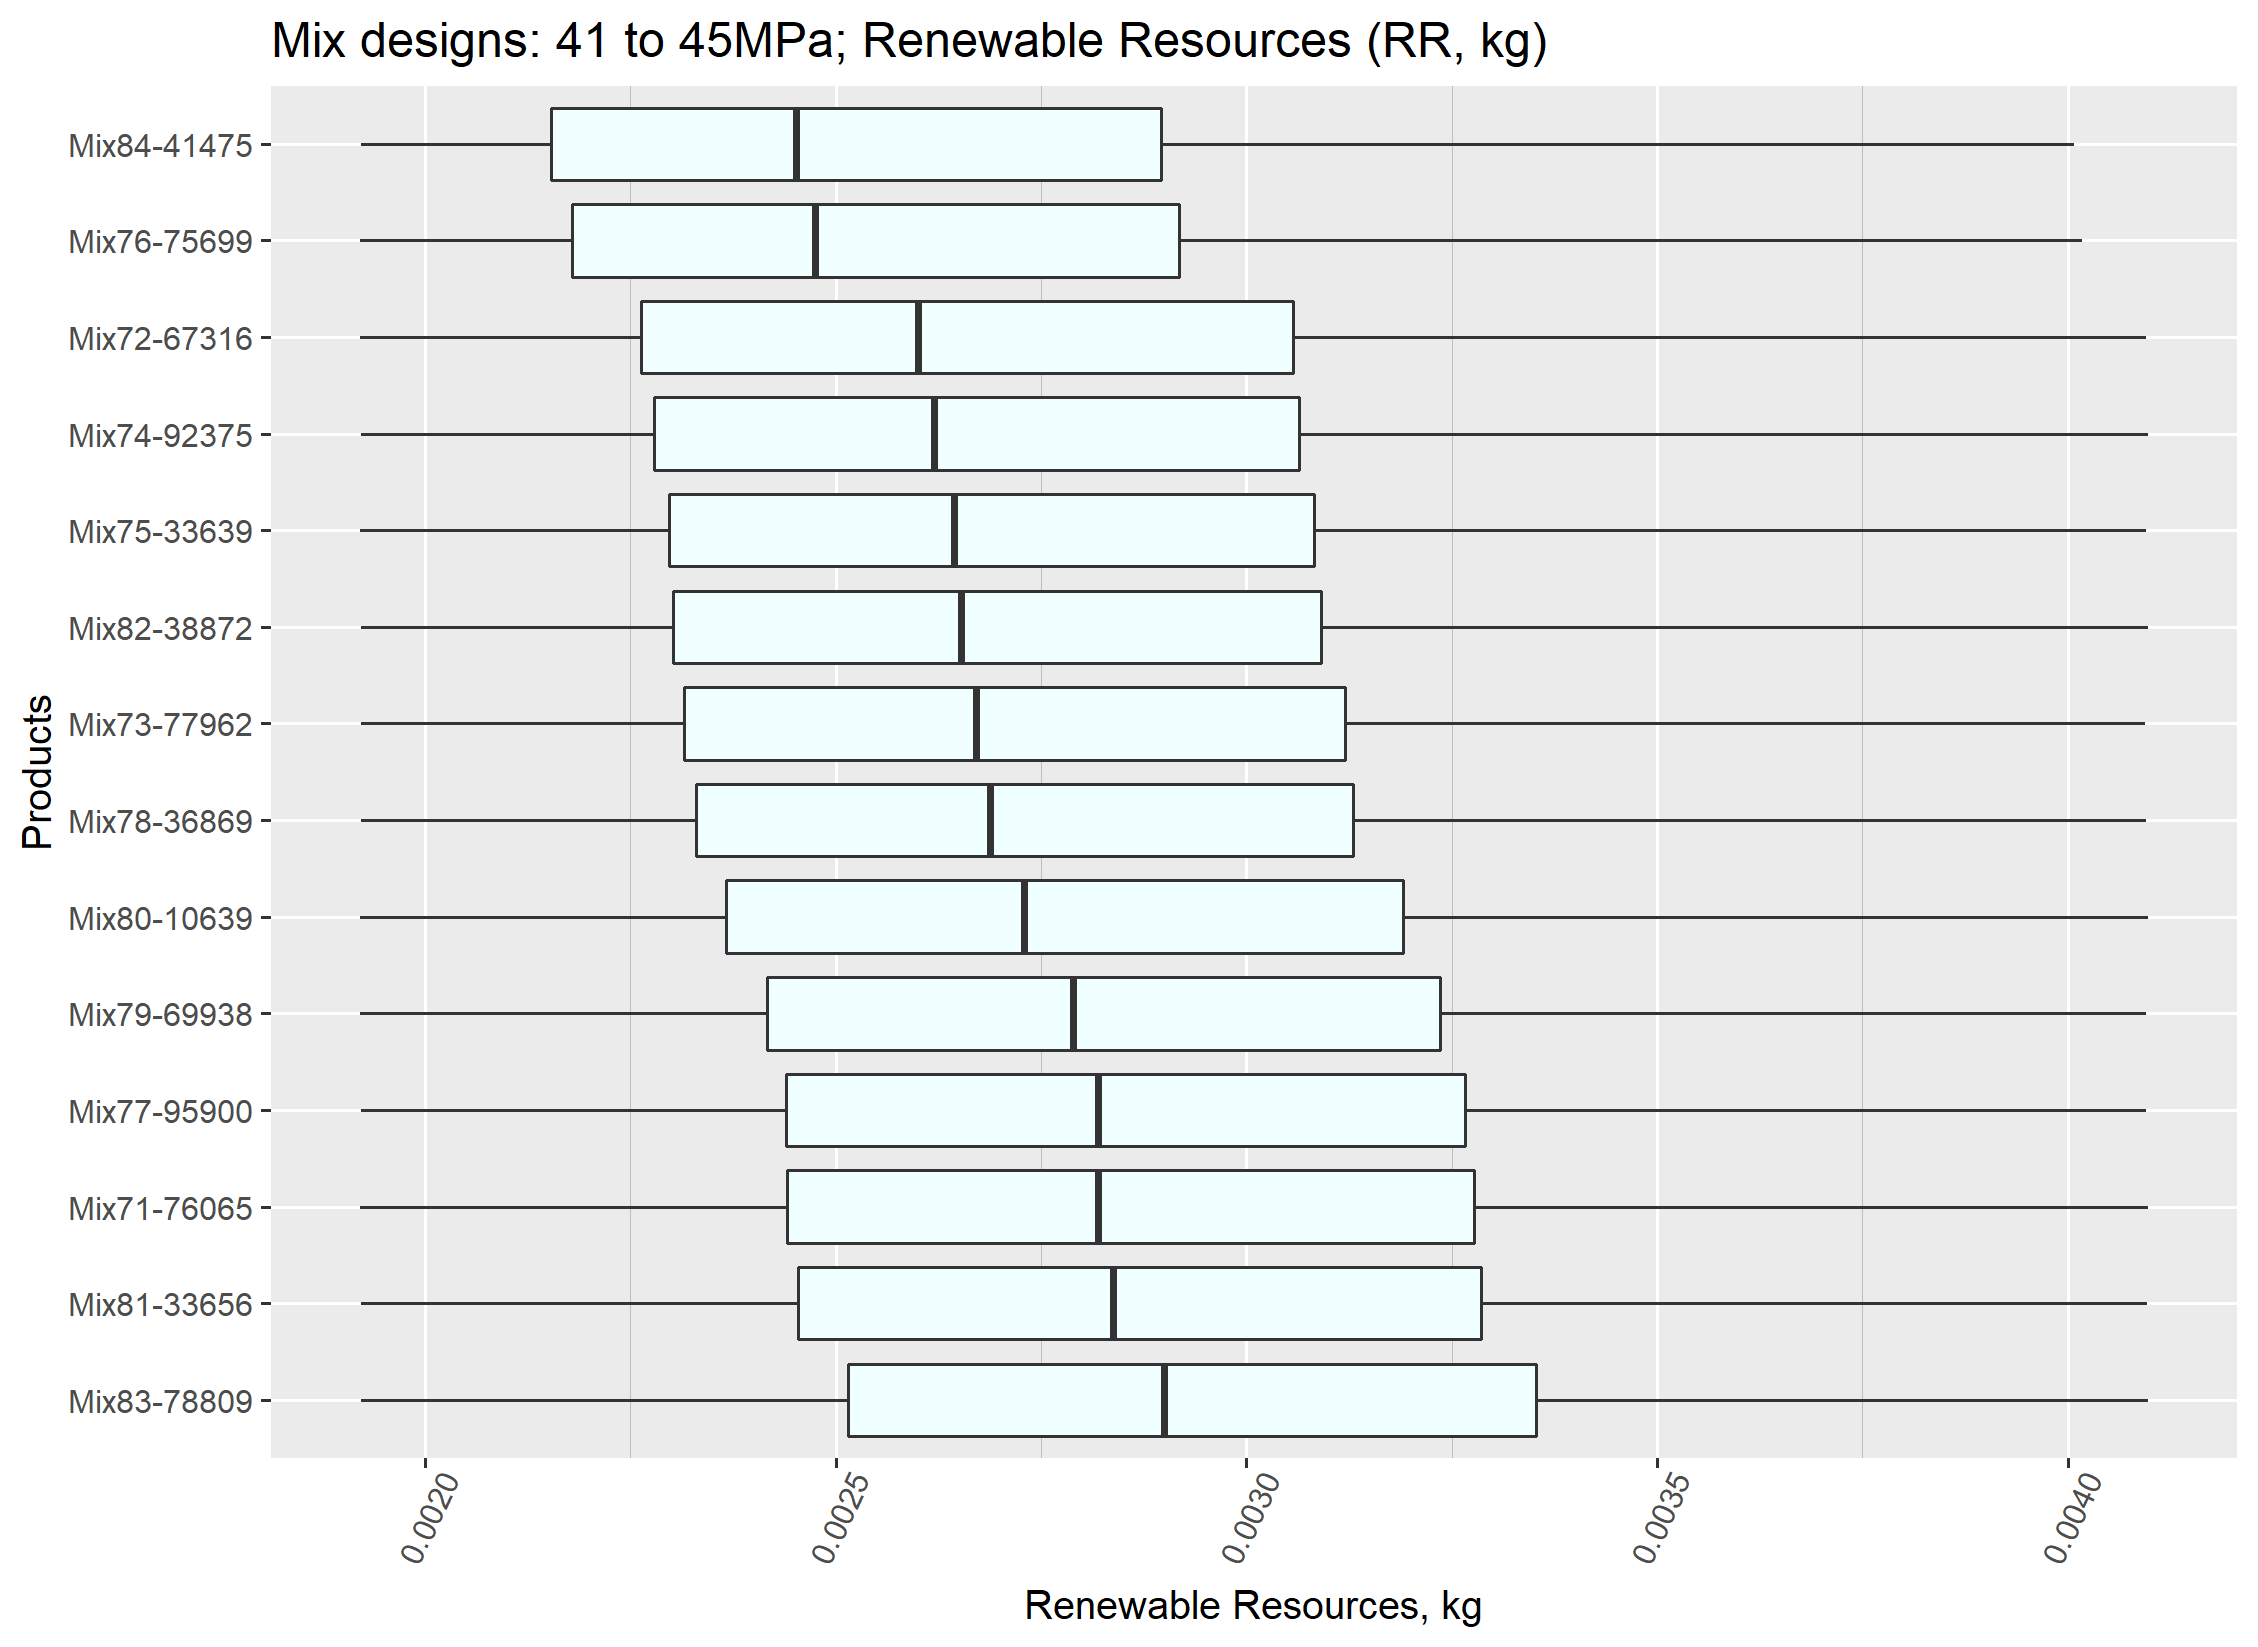 Mix designs: 41 to 45MPa; Renewable Resources (RR, kg)
Mix84-41475
Mix76-75699
Mix72-67316
Mix74-92375
Mix75-33639
Mix82-38872
Mix73-77962
Mix78-36869
Mix80-10639
Mix79-69938
Mix77-95900
Mix71-76065
Mix81-33656
Mix83-78809
Products
0.0020
0.0025
0.0030
0.0035
0.0040
Renewable Resources, kg